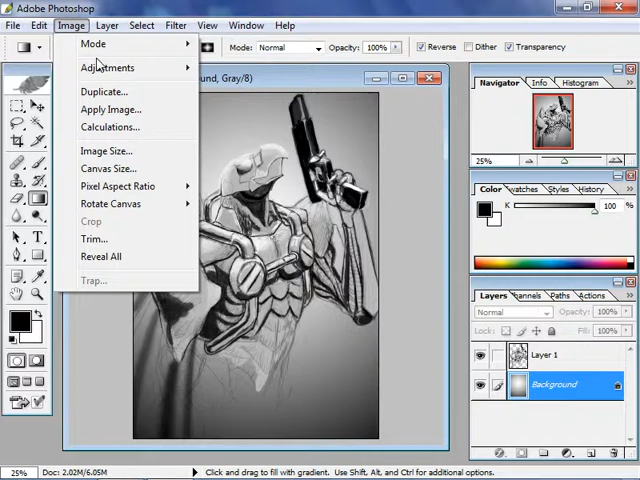 Adobe Photoshop
File Edit Image Layer Select Filter View Window Help
Mode: Normal Opacity: 100% Reverse Dither Transparency
ound, Gray/8)
Mode
Adjustments
Duplicate...
Apply Image...
Calculations...
Image Size...
Canvas Size...
Pixel Aspect Ratio
Rotate Canvas
Crop
Trim...
Reveal All
Trap...
Navigator Info Histogram
25%
Color Swatches Styles History
K 100 %
Layers hannels Paths Actions
Normal Opacity: 100%
Lock: Fill: 100%
Layer 1
Background
25% Doc: 2.02M/6.05M Click and drag to fill with gradient. Use Shift, Alt, and Ctrl for additional options.